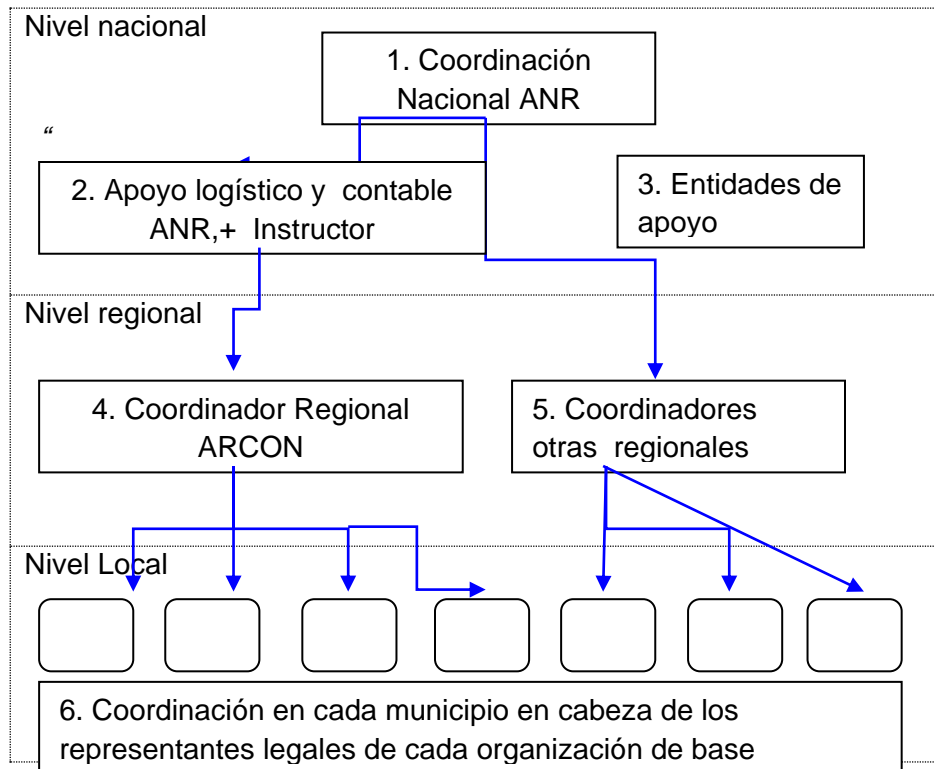 Nivel nacional
1. Coordinación
Nacional ANR
“
2. Apoyo logístico y contable
ANR,+ Instructor
3. Entidades de
apoyo
Nivel regional
4. Coordinador Regional
ARCON
5. Coordinadores
otras regionales
Nivel Local
6. Coordinación en cada municipio en cabeza de los
representantes legales de cada organización de base